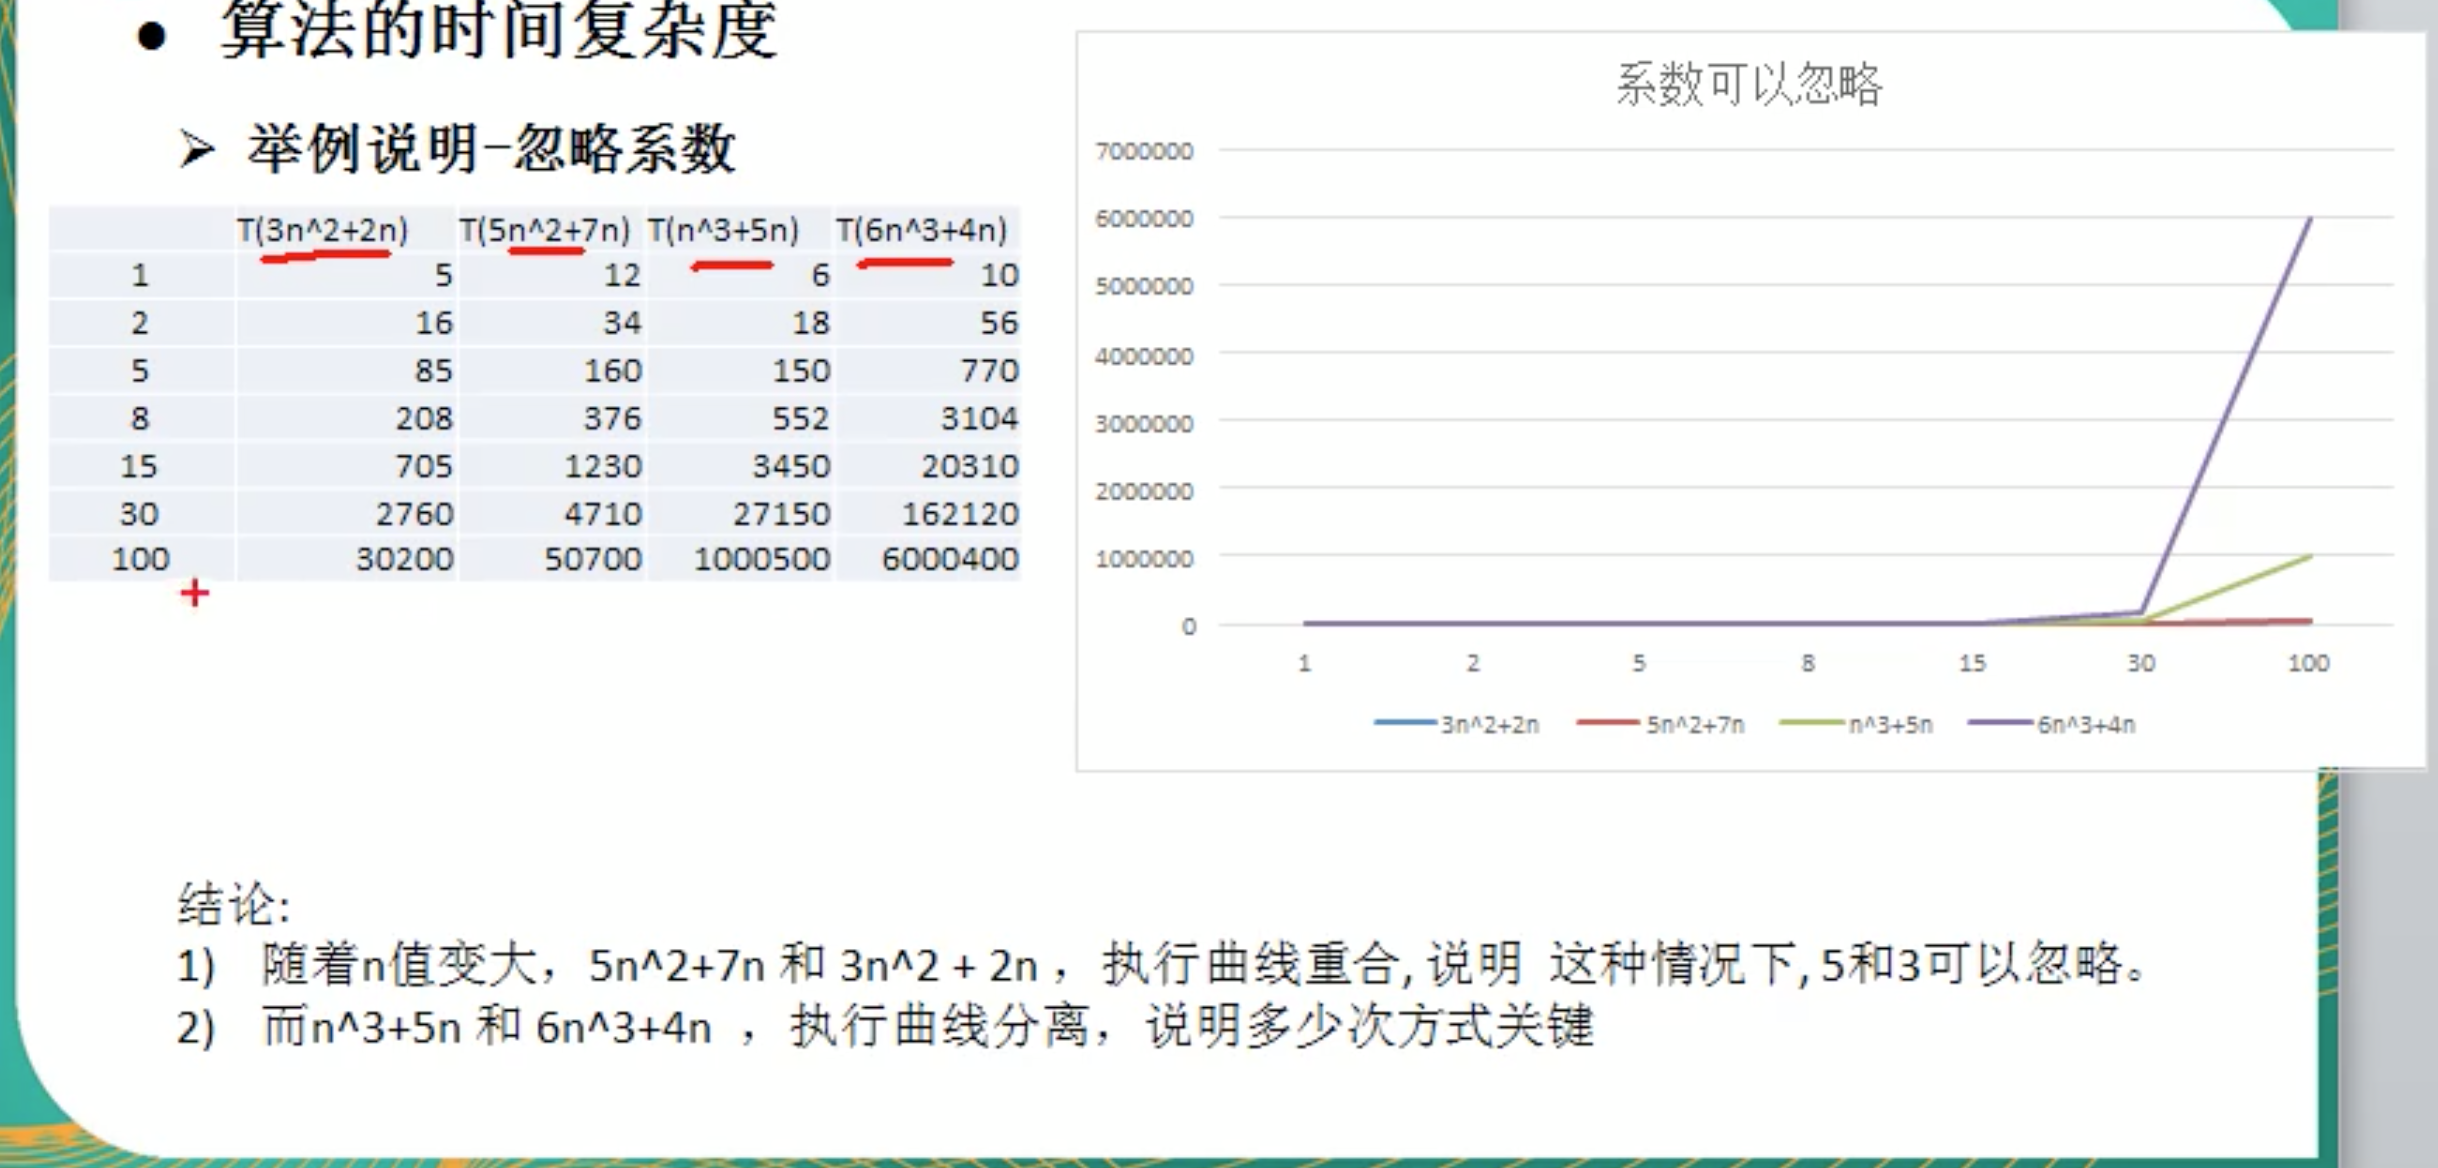 ● 算法的时间复杂度
➢ 举例说明-忽略系数
T(3n^2+2n) T(5n^2+7n) T(n^3+5n) T(6n^3+4n)
1 5 12 6 10
2 16 34 18 56
5 85 160 150 770
8 208 376 552 3104
15 705 1230 3450 20310
30 2760 4710 27150 162120
100 30200 50700 1000500 6000400
系数可以忽略
7000000
6000000
5000000
4000000
3000000
2000000
1000000
0
1 2 5 8 15 30 100
3n^2+2n 5n^2+7n n^3+5n 6n^3+4n
结论:
1) 随着n值变大，5n^2+7n 和 3n^2 + 2n ，执行曲线重合, 说明 这种情况下, 5和3可以忽略。
2) 而n^3+5n 和 6n^3+4n ，执行曲线分离，说明多少次方式关键